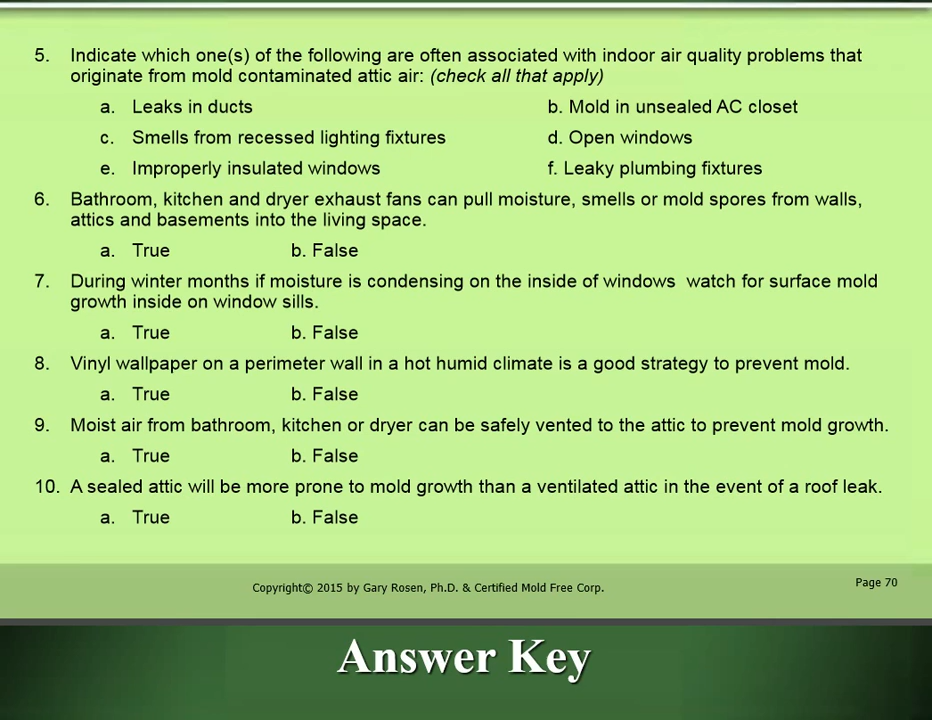 5. Indicate which one(s) of the following are often associated with indoor air quality problems that
originate from mold contaminated attic air: (check all that apply)
a. Leaks in ducts b. Mold in unsealed AC closet
c. Smells from recessed lighting fixtures d. Open windows
e. Improperly insulated windows f. Leaky plumbing fixtures
6. Bathroom, kitchen and dryer exhaust fans can pull moisture, smells or mold spores from walls,
attics and basements into the living space.
a. True b. False
7. During winter months if moisture is condensing on the inside of windows watch for surface mold
growth inside on window sills.
a. True b. False
8. Vinyl wallpaper on a perimeter wall in a hot humid climate is a good strategy to prevent mold.
a. True b. False
9. Moist air from bathroom, kitchen or dryer can be safely vented to the attic to prevent mold growth.
a. True b. False
10. A sealed attic will be more prone to mold growth than a ventilated attic in the event of a roof leak.
a. True b. False
Copyright© 2015 by Gary Rosen, Ph.D. & Certified Mold Free Corp. Page 70
Answer Key